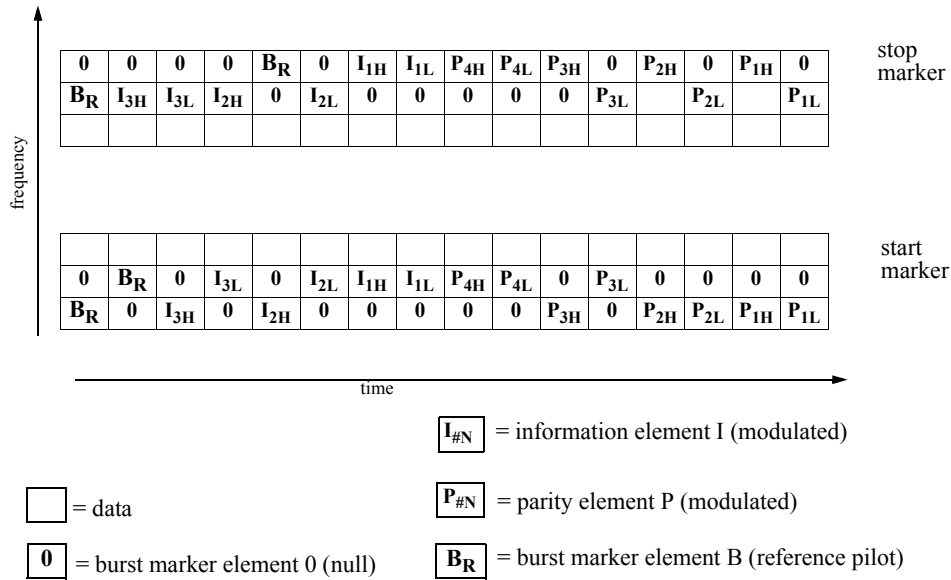 0 0 0 0 B_R 0 I_1H I_1L P_4H P_4L P_3H 0 P_2H 0 P_1H 0
stop
marker
B_R I_3H I_3L I_2H 0 I_2L 0 0 0 0 0 P_3L P_2L P_1L
frequency
start
marker
0 B_R 0 I_3L 0 I_2L I_1H I_1L P_4H P_4L 0 P_3L 0 0 0 0
B_R 0 I_3H 0 I_2H 0 0 0 0 0 P_3H 0 P_2H P_2L P_1H P_1L
time
I_#N = information element I (modulated)
= data
P_#N = parity element P (modulated)
0 = burst marker element 0 (null)
B_R = burst marker element B (reference pilot)